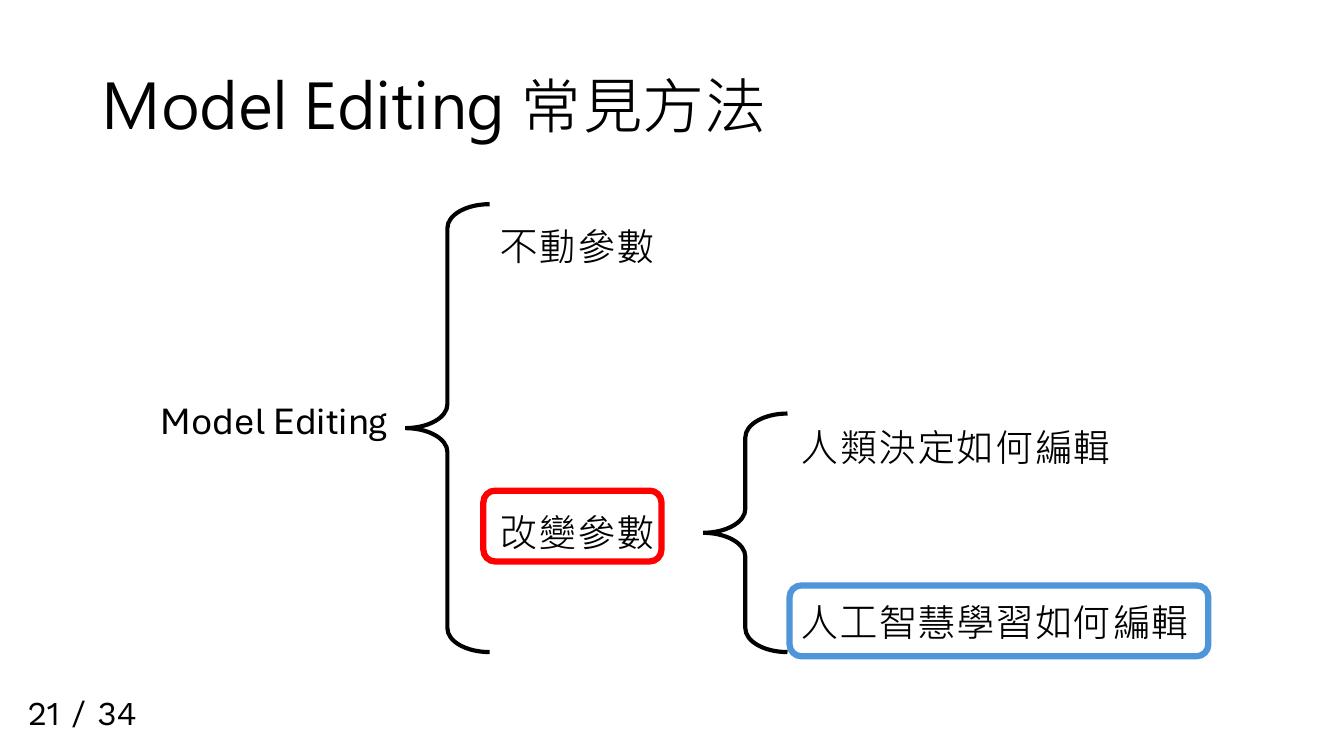 Model Editing 常見方法
不動參數
Model Editing
人類決定如何編輯
改變參數
人工智慧學習如何編輯
21 / 34